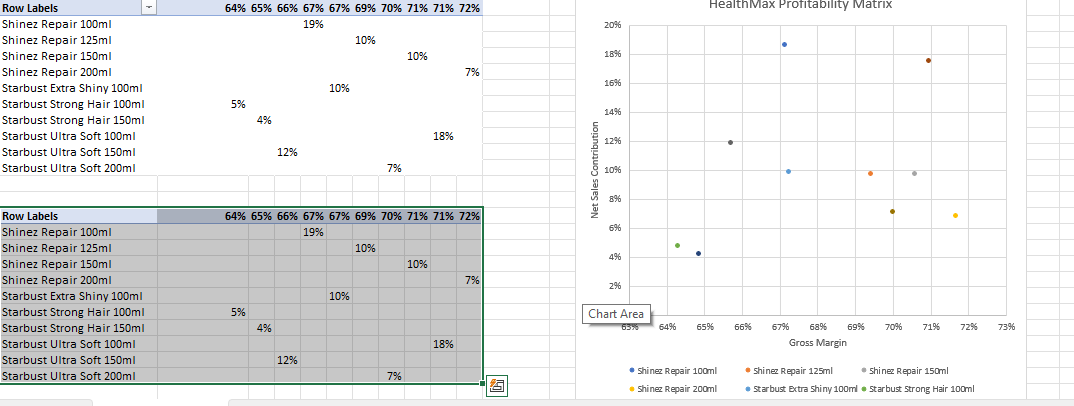 Row Labels 64% 65% 66% 67% 67% 69% 70% 71% 71% 72%
Shinez Repair 100ml 19%
Shinez Repair 125ml 10%
Shinez Repair 150ml 10%
Shinez Repair 200ml 7%
Starbust Extra Shiny 100ml 10%
Starbust Strong Hair 100ml 5%
Starbust Strong Hair 150ml 4%
Starbust Ultra Soft 100ml 18%
Starbust Ultra Soft 150ml 12%
Starbust Ultra Soft 200ml 7%
Row Labels 64% 65% 66% 67% 67% 69% 70% 71% 71% 72%
Shinez Repair 100ml 19%
Shinez Repair 125ml 10%
Shinez Repair 150ml 10%
Shinez Repair 200ml 7%
Starbust Extra Shiny 100ml 10%
Starbust Strong Hair 100ml 5%
Starbust Strong Hair 150ml 4%
Starbust Ultra Soft 100ml 18%
Starbust Ultra Soft 150ml 12%
Starbust Ultra Soft 200ml 7%
HealthMax Profitability Matrix
20%
18%
16%
14%
12%
10%
8%
6%
4%
2%
Net Sales Contribution
Chart Area
63% 64% 65% 66% 67% 68% 69% 70% 71% 72% 73%
Gross Margin
Shinez Repair 100ml Shinez Repair 125ml Shinez Repair 150ml
Shinez Repair 200ml Starbust Extra Shiny 100ml Starbust Strong Hair 100ml